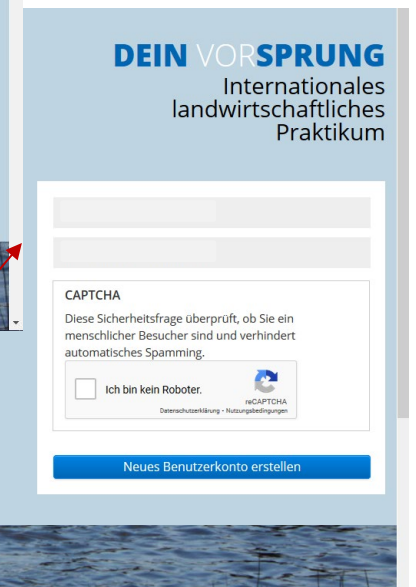 DEIN VORSPRUNG
Internationales
landwirtschaftliches
Praktikum
CAPTCHA
Diese Sicherheitsfrage überprüft, ob Sie ein
menschlicher Besucher sind und verhindert
automatisches Spamming.
Ich bin kein Roboter.
reCAPTCHA
Datenschutzerklärung - Nutzungsbedingungen
Neues Benutzerkonto erstellen